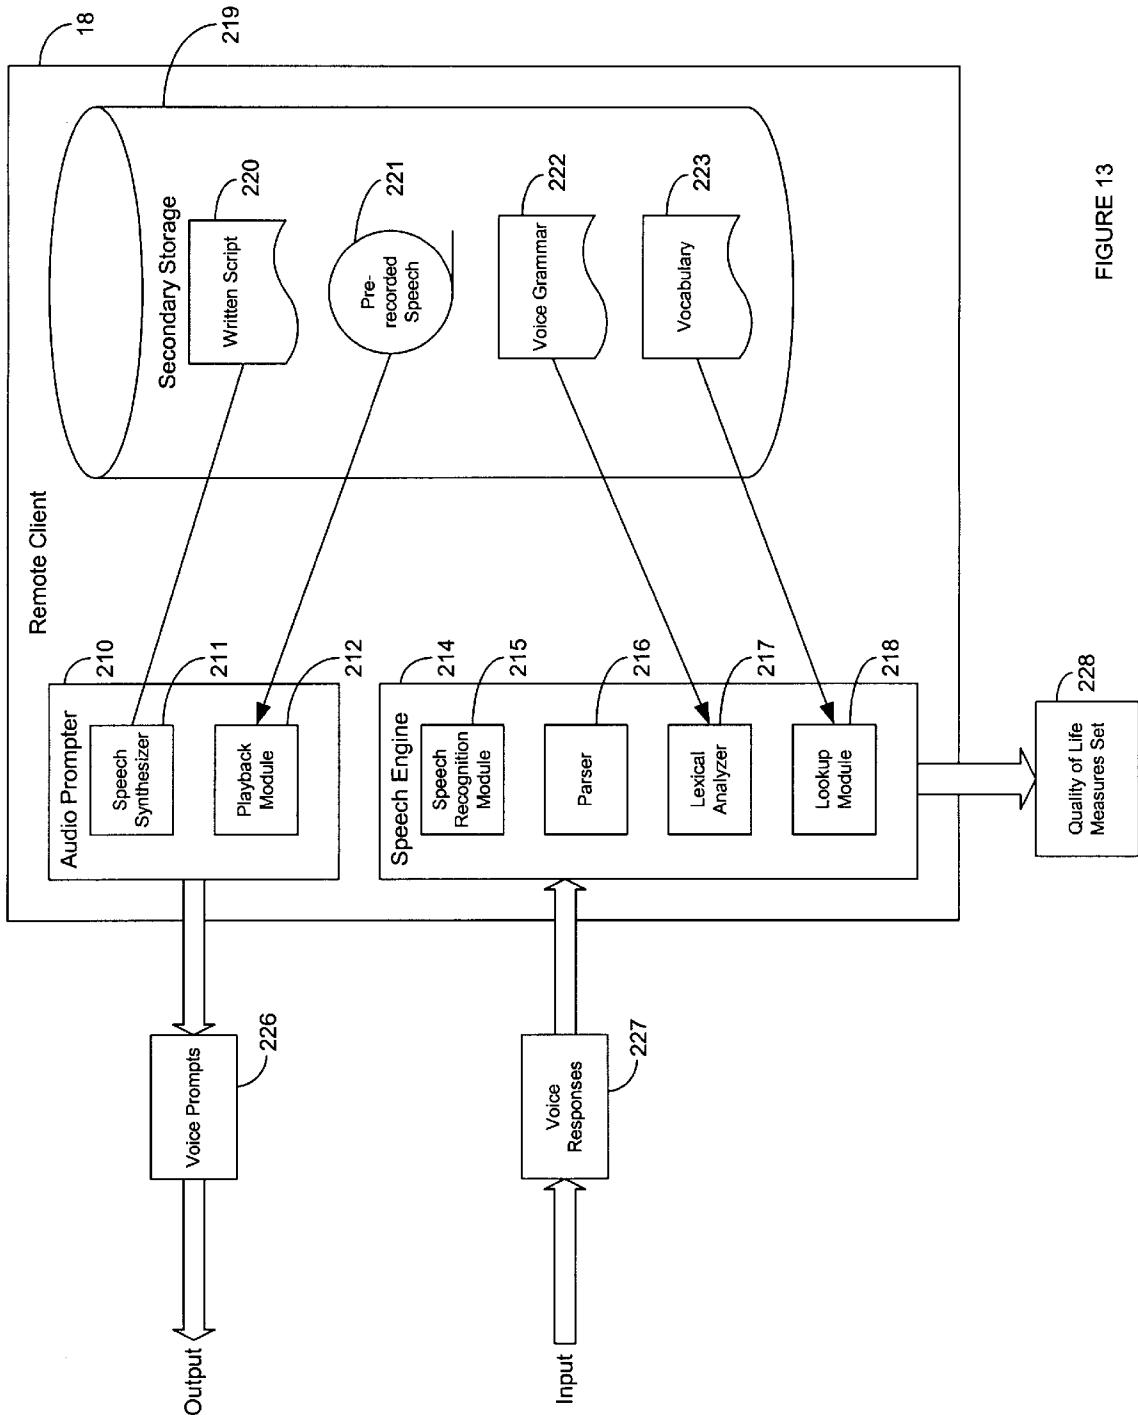 18
Remote Client
219
Secondary Storage
220
Written Script
221
Pre-
recorded
Speech
222
Voice Grammar
223
Vocabulary
210
Audio Prompter
211
Speech
Synthesizer
212
Playback
Module
214
Speech Engine
215
Speech
Recognition
Module
216
Parser
217
Lexical
Analyzer
218
Lookup
Module
228
Quality of Life
Measures Set
226
Voice Prompts
227
Voice
Responses
Output
Input
FIGURE 13